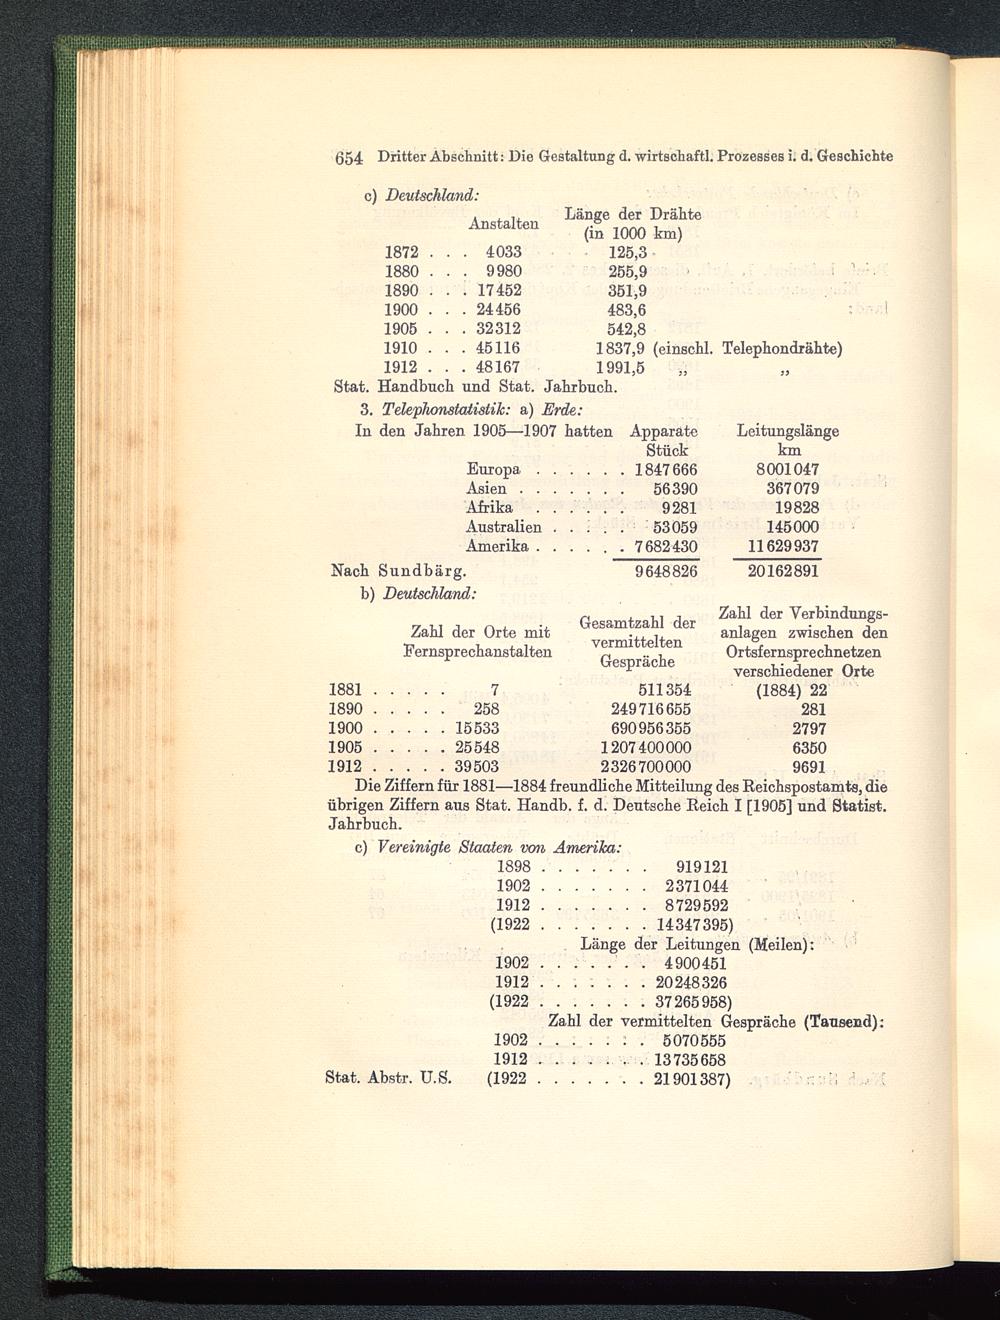 654 Dritter Abschnitt: Die Gestaltung d. wirtschaftl. Prozesses i. d. Geschichte
c) Deutschland:
Anstalten Länge der Drähte
(in 1000 km)
1872 . . . 4033 125,3
1880 . . . 9980 255,9
1890 . . . 17452 351,9
1900 . . . 24456 483,6
1905 . . . 32312 542,8
1910 . . . 45116 1837,9 (einschl. Telephondrähte)
1912 . . . 48167 1991,5 „ „
Stat. Handbuch und Stat. Jahrbuch.
3. Telephonstatistik: a) Erde:
In den Jahren 1905—1907 hatten Apparate Leitungslänge
Stück km
Europa . . . . . . 1847666 8001047
Asien . . . . . . . 56390 367079
Afrika . . . . . . 9281 19828
Australien . . . . . 53059 145000
Amerika . . . . . . 7682430 11629937
Nach Sundbärg. 9648826 20162891
b) Deutschland:
Zahl der Orte mit Fernsprechanstalten
Gesamtzahl der vermittelten Gespräche
Zahl der Verbindungs-
anlagen zwischen den
Ortsfernsprechnetzen
verschiedener Orte
1881 . . . . . 7 511354 (1884) 22
1890 . . . . . 258 249716655 281
1900 . . . . . 15533 690956355 2797
1905 . . . . . 25548 1207400000 6350
1912 . . . . . 39503 2326700000 9691
Die Ziffern für 1881—1884 freundliche Mitteilung des Reichspostamts, die
übrigen Ziffern aus Stat. Handb. f. d. Deutsche Reich I [1905] und Statist.
Jahrbuch.
c) Vereinigte Staaten von Amerika:
1898 . . . . . . . 919121
1902 . . . . . . . 2371044
1912 . . . . . . . 8729592
(1922 . . . . . . . 14347395)
Länge der Leitungen (Meilen):
1902 . . . . . . . 4900451
1912 . . . . . . . 20248326
(1922 . . . . . . . 37265958)
Zahl der vermittelten Gespräche (Tausend):
1902 . . . . . . . 5070555
1912 . . . . . . . 13735658
Stat. Abstr. U.S. (1922 . . . . . . . 21901387)